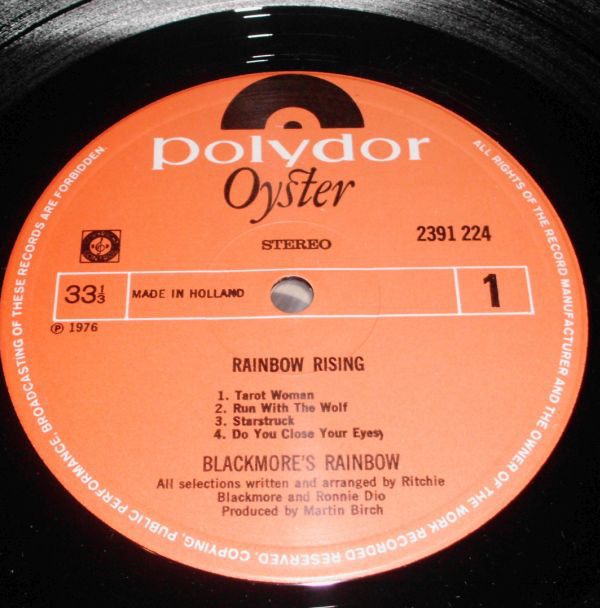 polydor
Oyster
STEREO
2391 224
33⅓
MADE IN HOLLAND
1
℗ 1976
RAINBOW RISING
1. Tarot Woman
2. Run With The Wolf
3. Starstruck
4. Do You Close Your Eyes
BLACKMORE'S RAINBOW
All selections written and arranged by Ritchie
Blackmore and Ronnie Dio
Produced by Martin Birch
ALL RIGHTS OF THE RECORD MANUFACTURER AND THE OWNER OF THE WORK RECORDED RESERVED. COPYING, PUBLIC PERFORMANCE, BROADCASTING OF THESE RECORDS ARE FORBIDDEN.